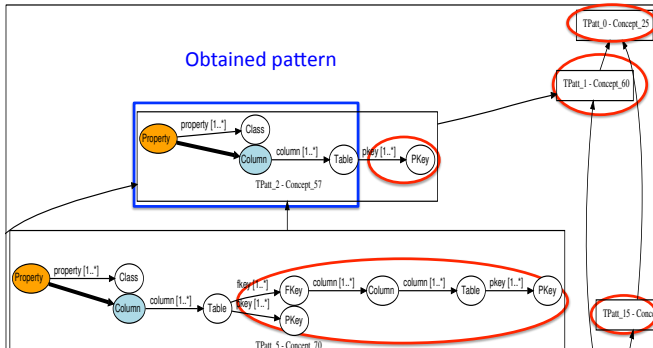 TPatt_0 - Concept_25
Obtained pattern
TPatt_1 - Concept_60
property [1..*]
Class
Property
Column
column [1..*]
Table
pkey [1..*]
PKey
TPatt_2 - Concept_57
property [1..*]
Class
Property
Column
column [1..*]
Table
fkey [1..*]
FKey
column [1..*]
Column
column [1..*]
Table
pkey [1..*]
PKey
pkey [1..*]
PKey
TPatt_15 - Conce
TPatt_5 - Concept_70